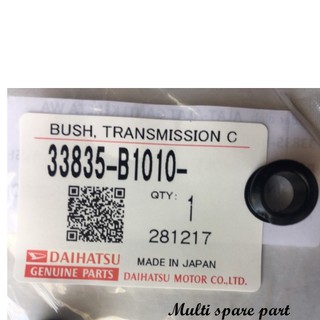 BUSH, TRANSMISSION C
33835-B1010-
QTY:
1
281217
MADE IN JAPAN
DAIHATSU
GENUINE PARTS
DAIHATSU MOTOR CO.,LTD.
Multi spare part